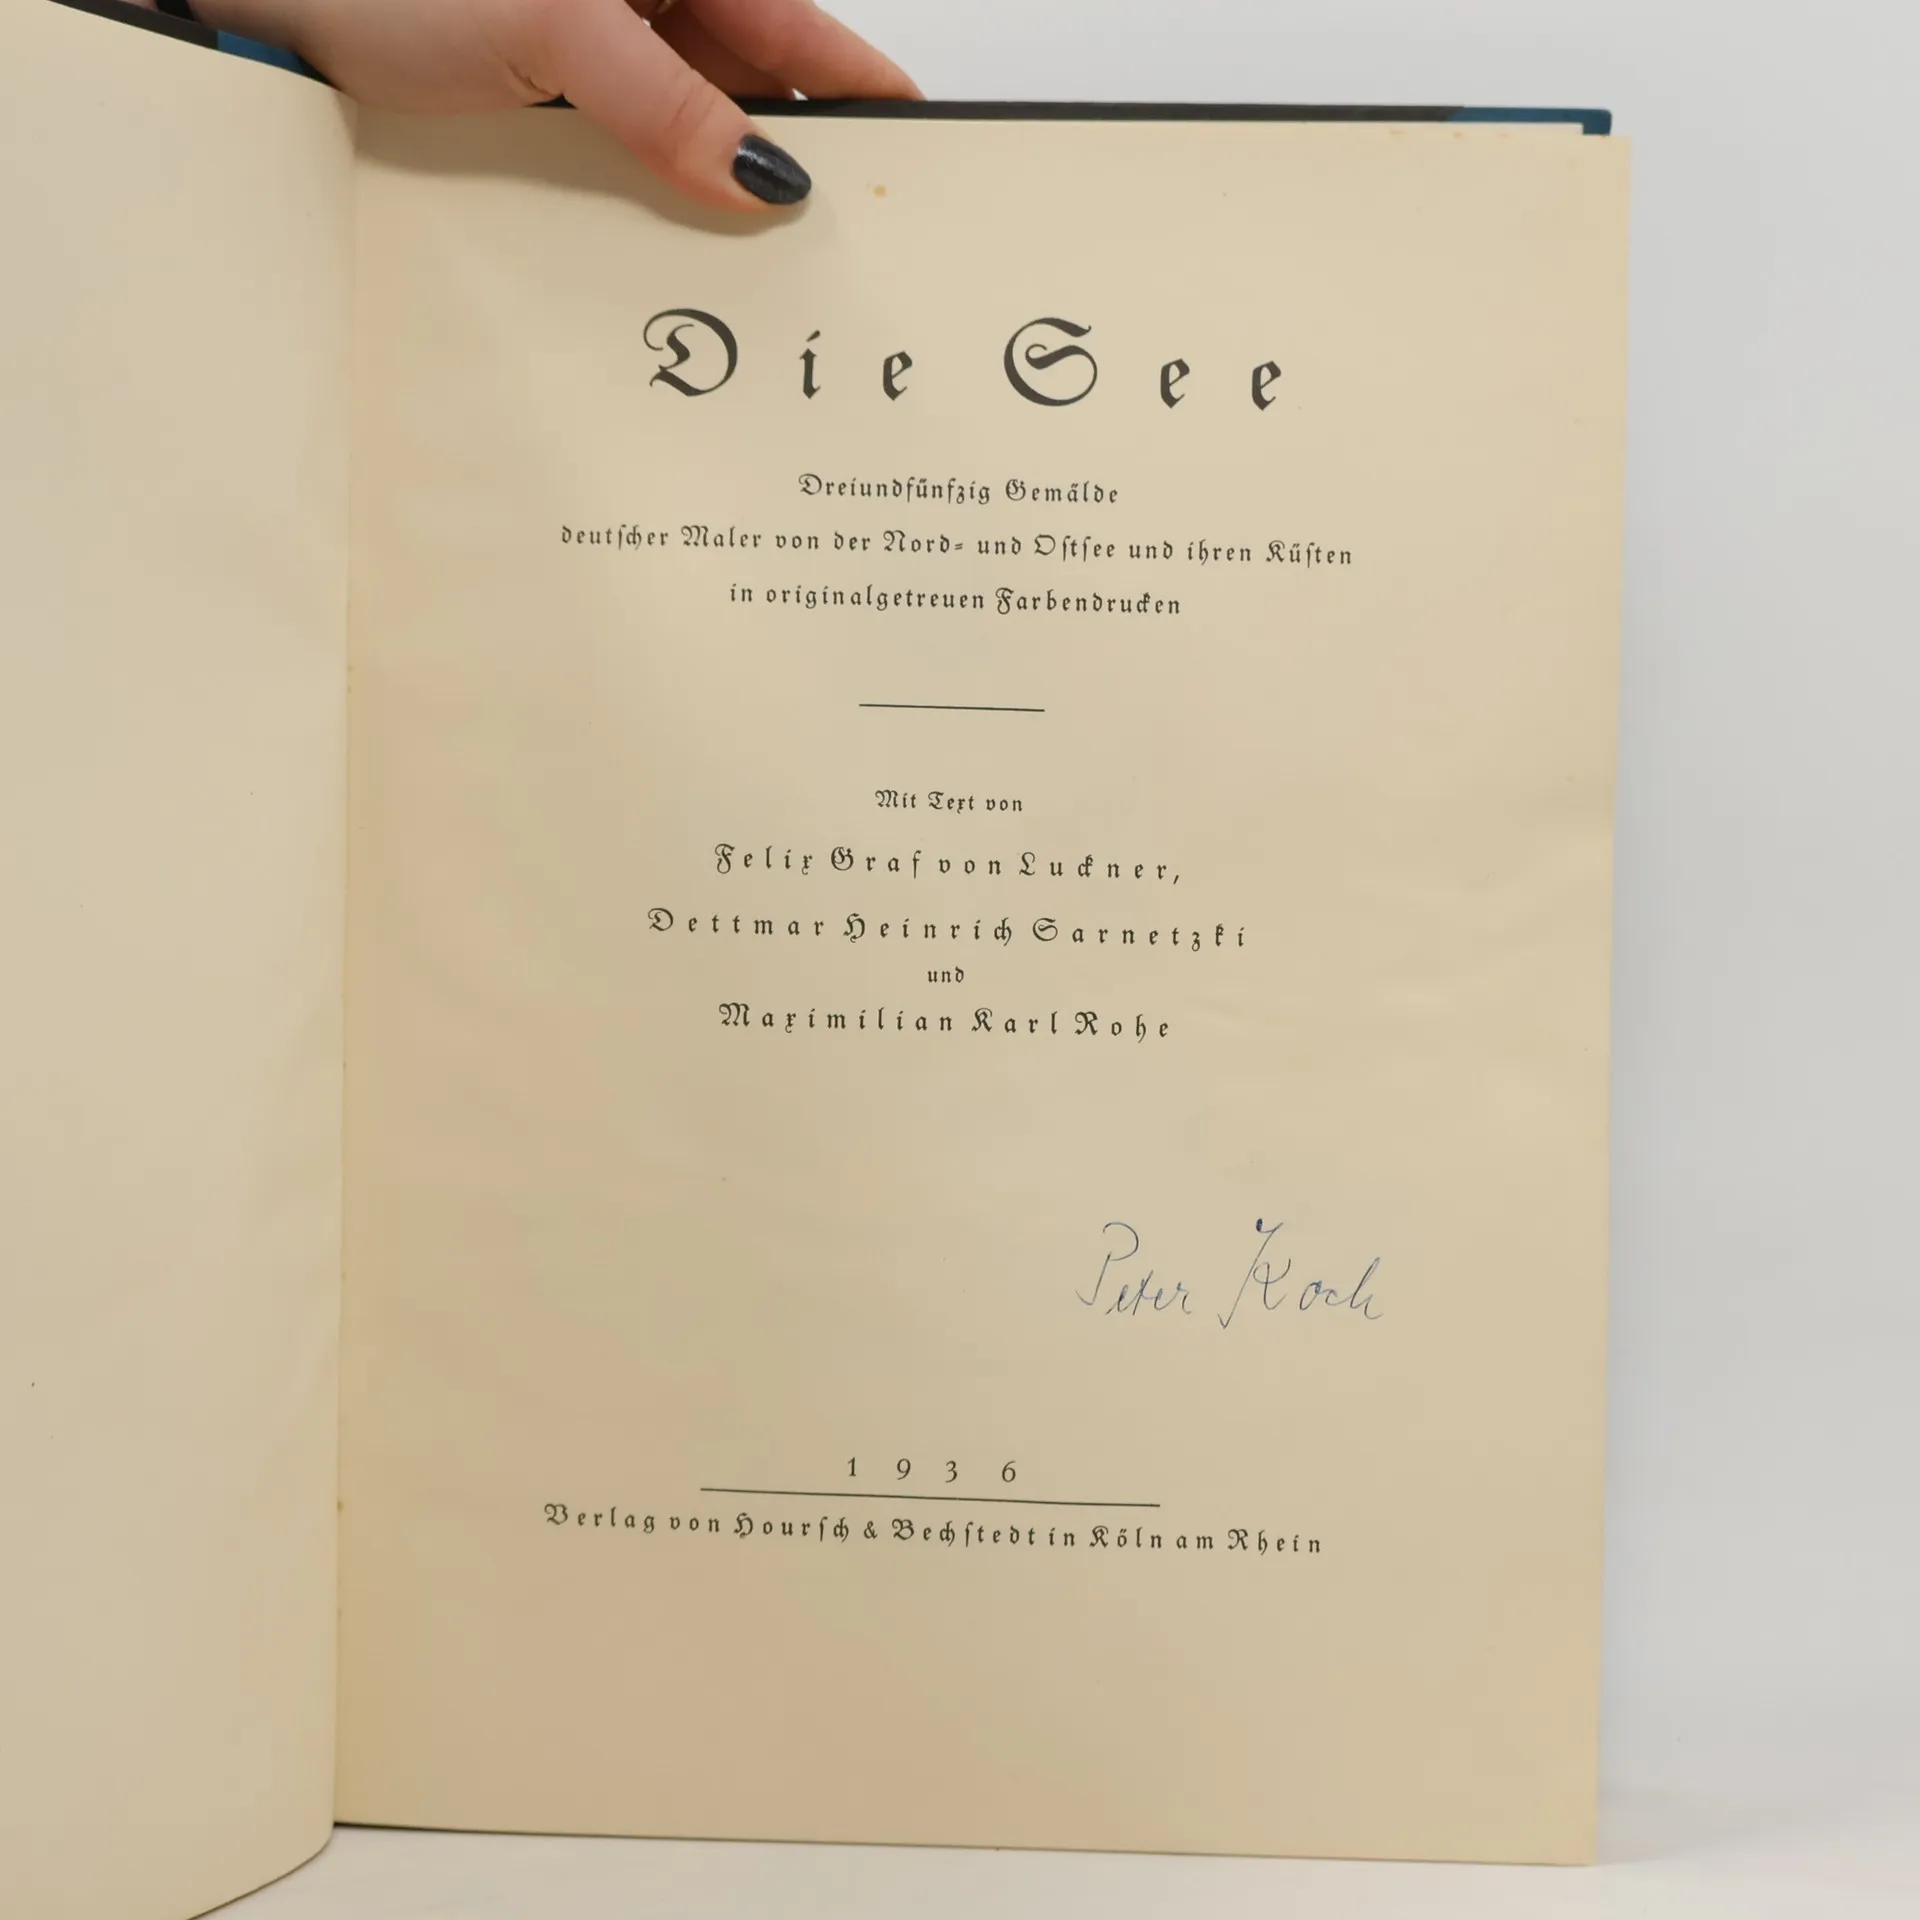 Die See
Dreiundfünfzig Gemälde
deutſcher Maler von der Nord- und Oſtſee und ihren Küſten
in originalgetreuen Farbendrucken
Mit Text von
Felix Graf von Luckner,
Dettmar Heinrich Sarnetzki
und
Maximilian Karl Rohe
Peter Koch
1936
Verlag von Hourſch & Bechſtedt in Köln am Rhein